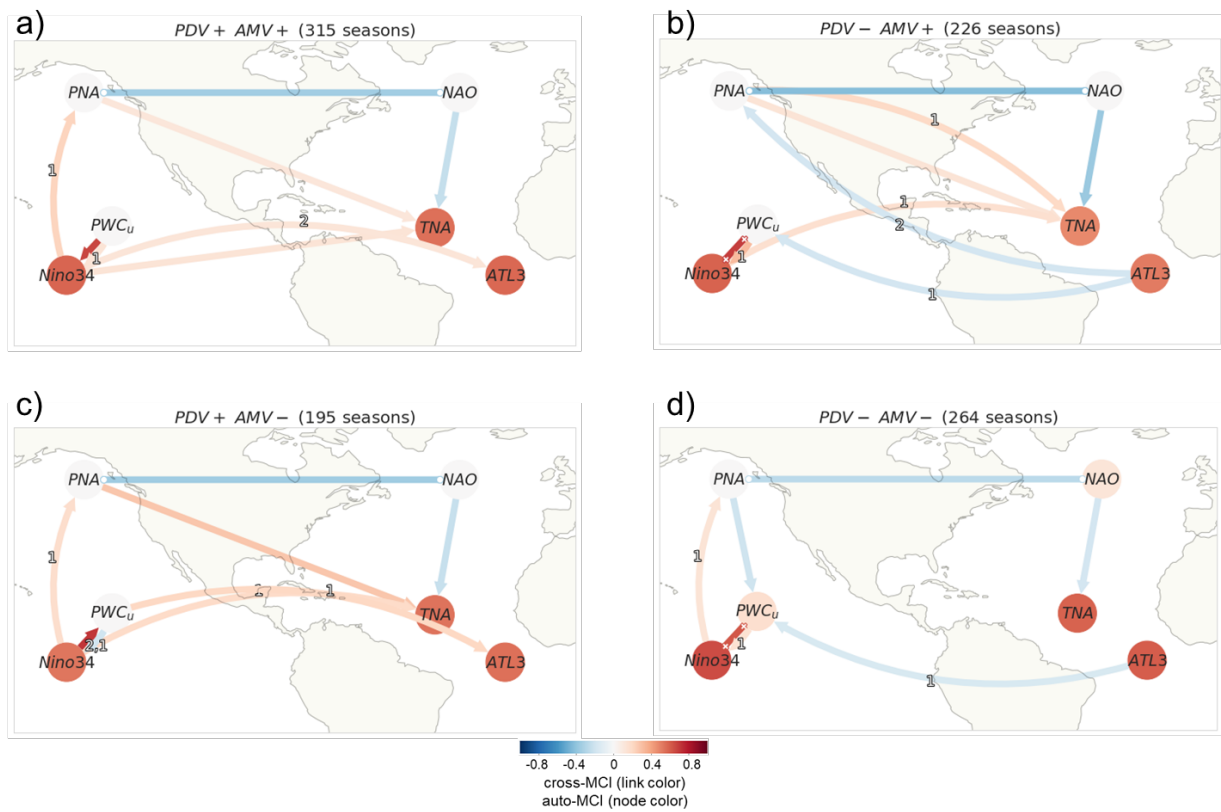 a)
PDV+ AMV+ (315 seasons)
PNA
NAO
1
PWCu
2
TNA
1
Nino34
ATL3
b)
PDV− AMV+ (226 seasons)
PNA
NAO
1
1
PWCu
2
TNA
1
Nino34
ATL3
1
c)
PDV+ AMV− (195 seasons)
PNA
NAO
1
1
1
PWCu
TNA
2,1
Nino34
ATL3
d)
PDV− AMV− (264 seasons)
PNA
NAO
1
PWCu
TNA
1
Nino34
ATL3
1
-0.8 -0.4 0 0.4 0.8
cross-MCI (link color)
auto-MCI (node color)